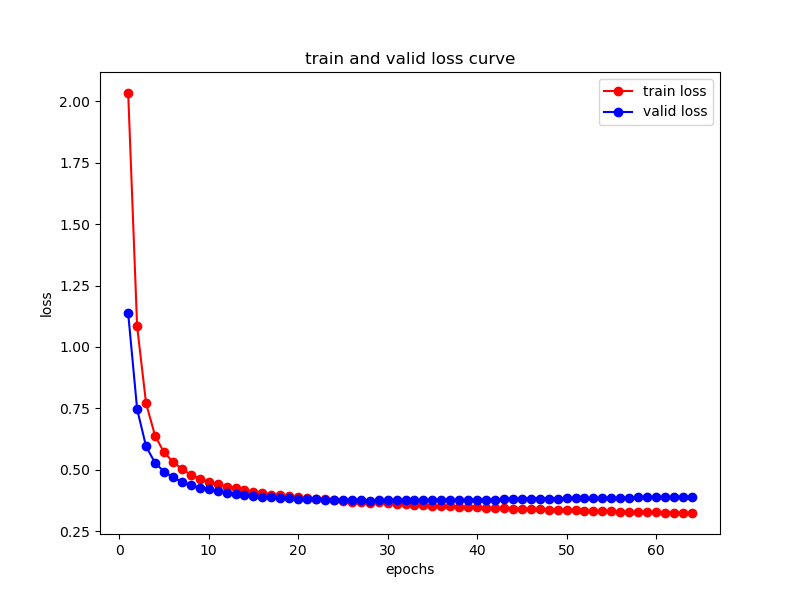 train and valid loss curve
train loss
valid loss
2.00
1.75
1.50
1.25
1.00
0.75
0.50
0.25
loss
0 10 20 30 40 50 60
epochs